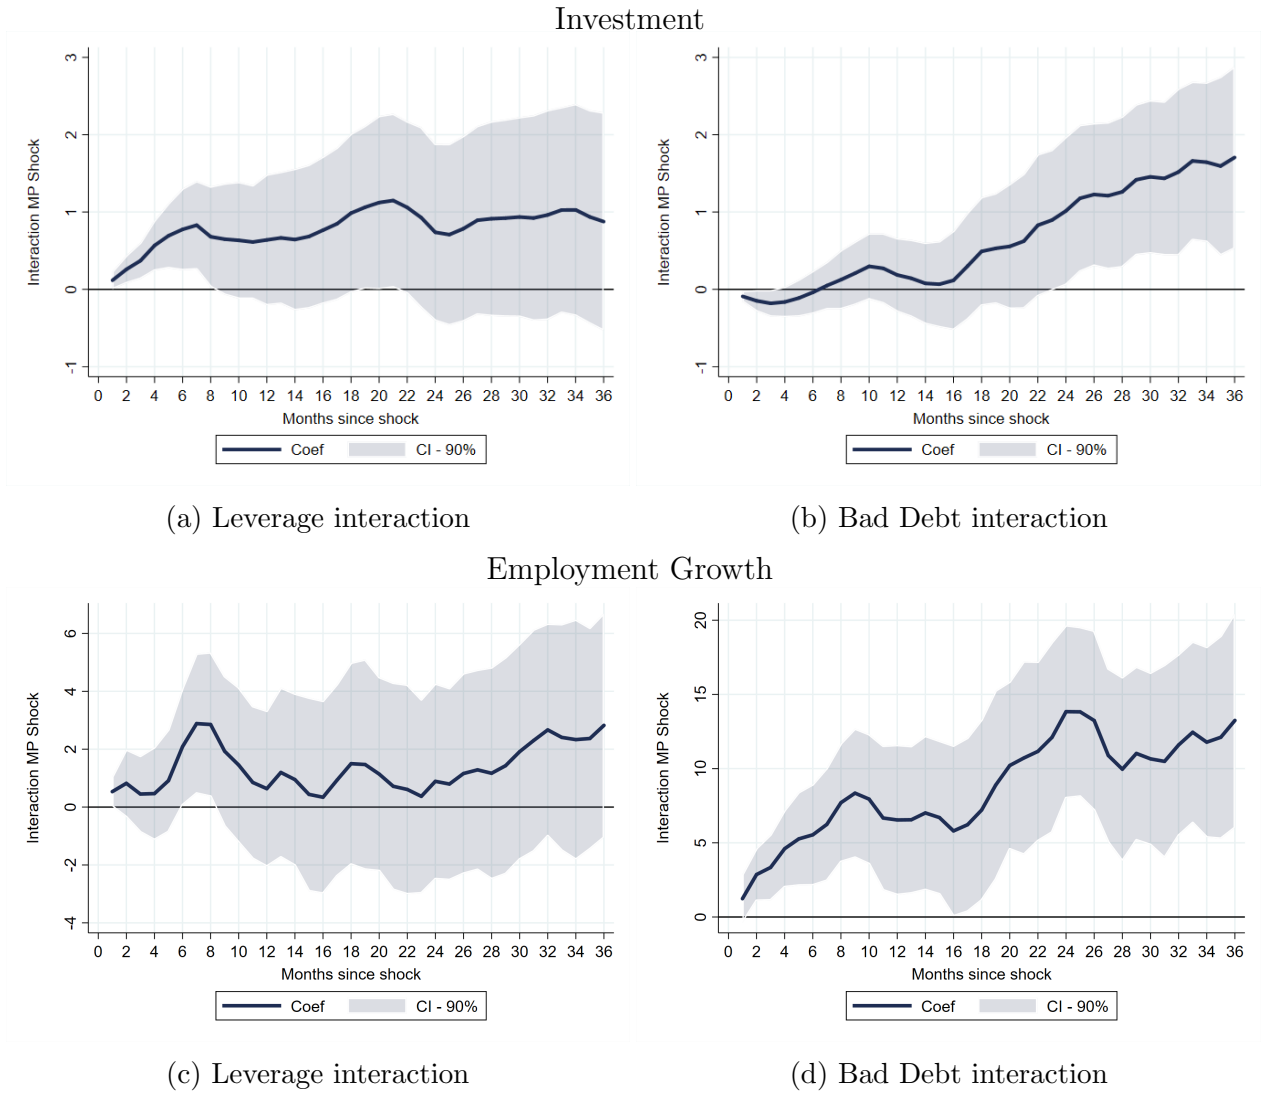 Investment
Interaction MP Shock
3
2
1
0
-1
0 2 4 6 8 10 12 14 16 18 20 22 24 26 28 30 32 34 36
Months since shock
Coef CI - 90%
(a) Leverage interaction
Interaction MP Shock
3
2
1
0
-1
0 2 4 6 8 10 12 14 16 18 20 22 24 26 28 30 32 34 36
Months since shock
Coef CI - 90%
(b) Bad Debt interaction
Employment Growth
Interaction MP Shock
6
4
2
0
-2
-4
0 2 4 6 8 10 12 14 16 18 20 22 24 26 28 30 32 34 36
Months since shock
Coef CI - 90%
(c) Leverage interaction
Interaction MP Shock
20
15
10
5
0
0 2 4 6 8 10 12 14 16 18 20 22 24 26 28 30 32 34 36
Months since shock
Coef CI - 90%
(d) Bad Debt interaction